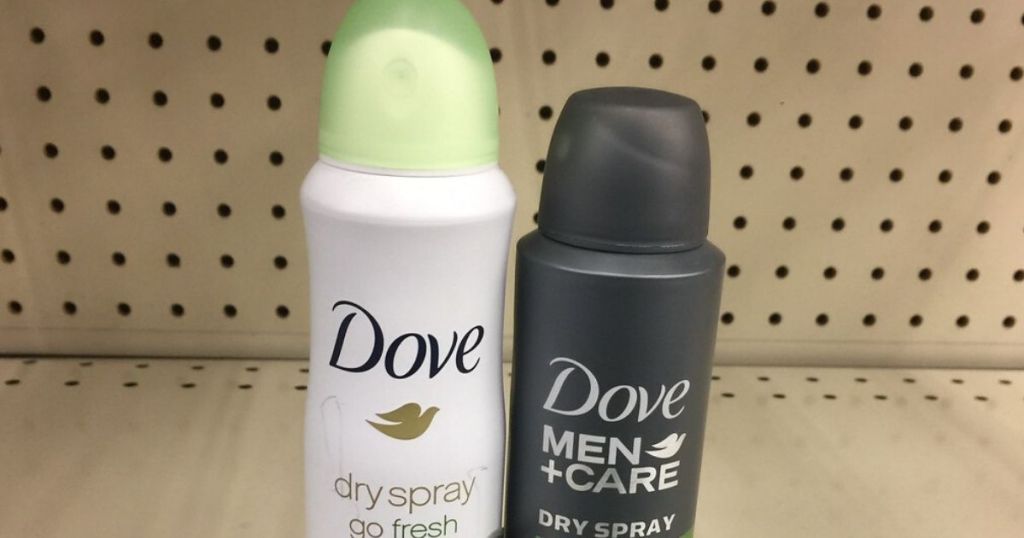 Dove
dry spray
go fresh
Dove
MEN
+CARE
DRY SPRAY